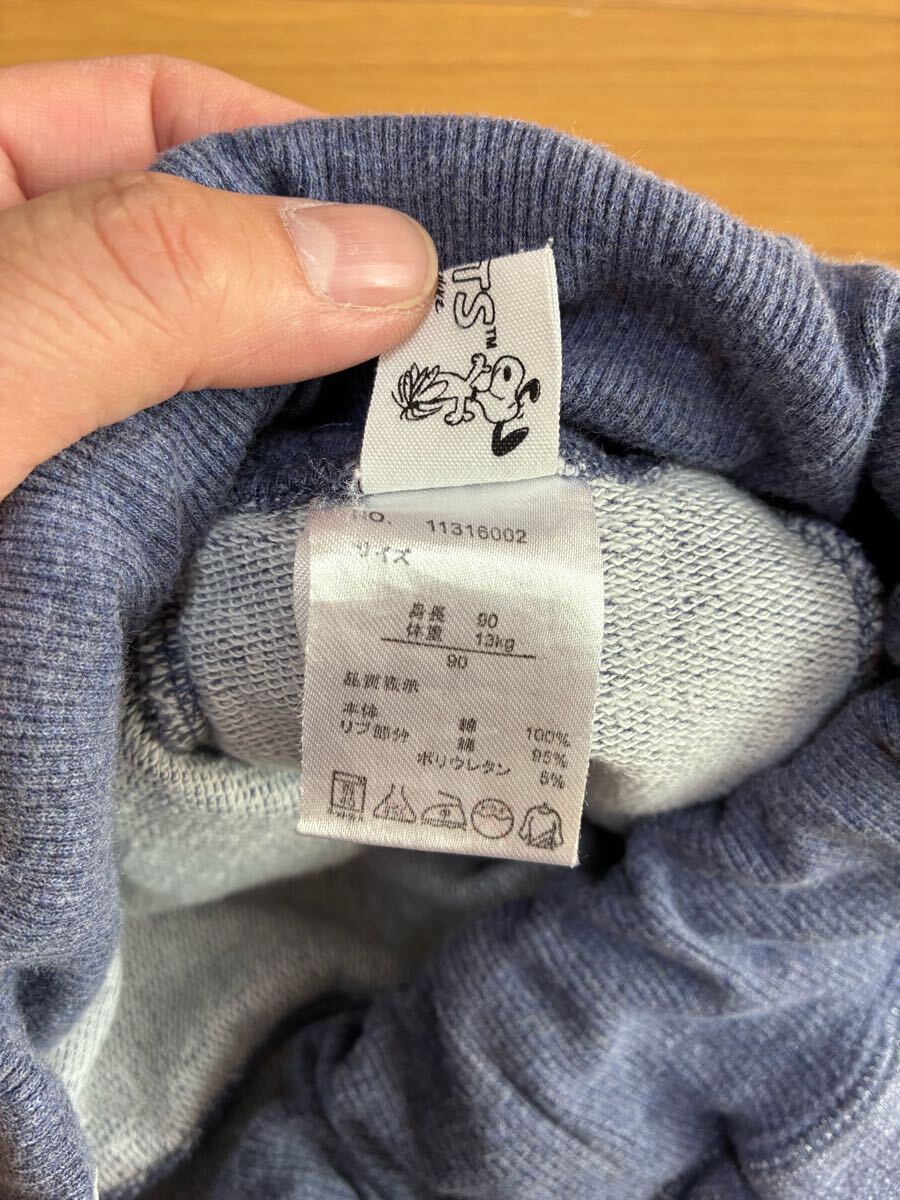 TS™
NO. 11316002
サイズ
身長 90
体重 13kg
90
品質表示
本体 綿 100%
リブ部分 綿 95%
ポリウレタン 5%